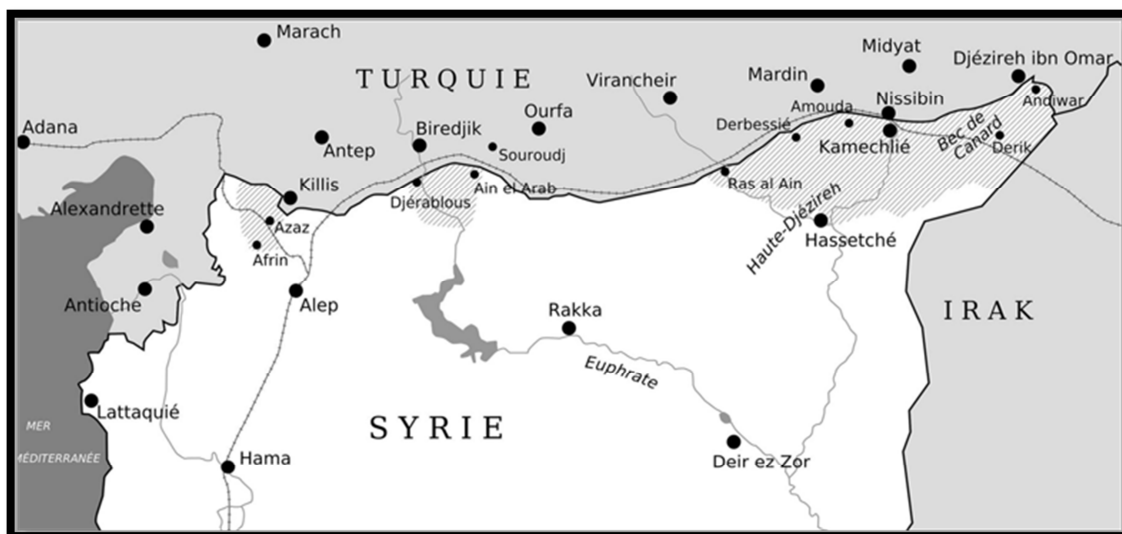 Marach
TURQUIE
Midyat
Djézireh ibn Omar
Virancheir
Mardin
Andiwar
Adana
Antep
Biredjik
Ourfa
Souroudj
Amouda
Nissibin
Derbessié
Kamechlié
Bec de
Canard
Derik
Killis
Djérablous
Ain el Arab
Ras al Ain
Alexandrette
Azaz
Afrin
Haute-Djézireh
Hassetché
Antioche
Alep
Rakka
IRAK
Euphrate
Lattaquié
SYRIE
MER
MÉDITERRANÉE
Hama
Deir ez Zor